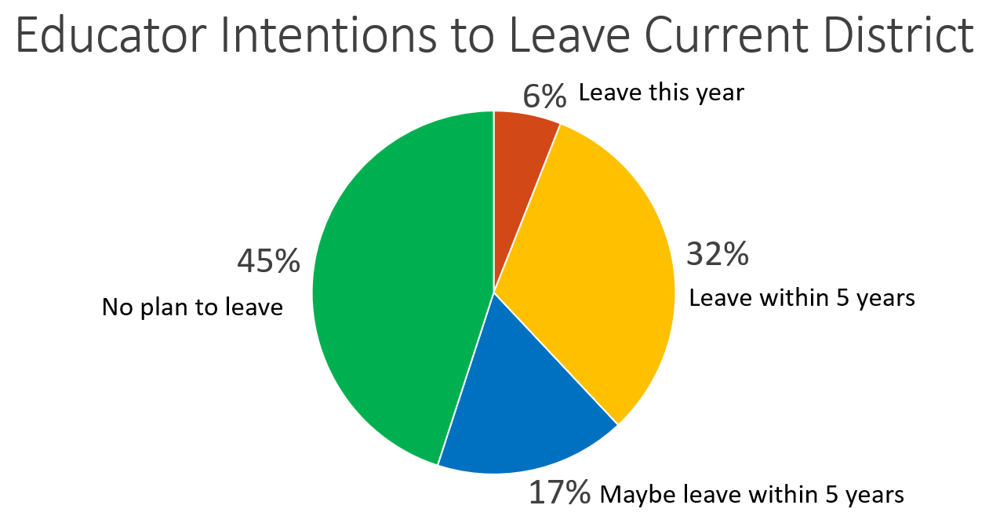 Educator Intentions to Leave Current District
6% Leave this year
32%
Leave within 5 years
45%
No plan to leave
17% Maybe leave within 5 years